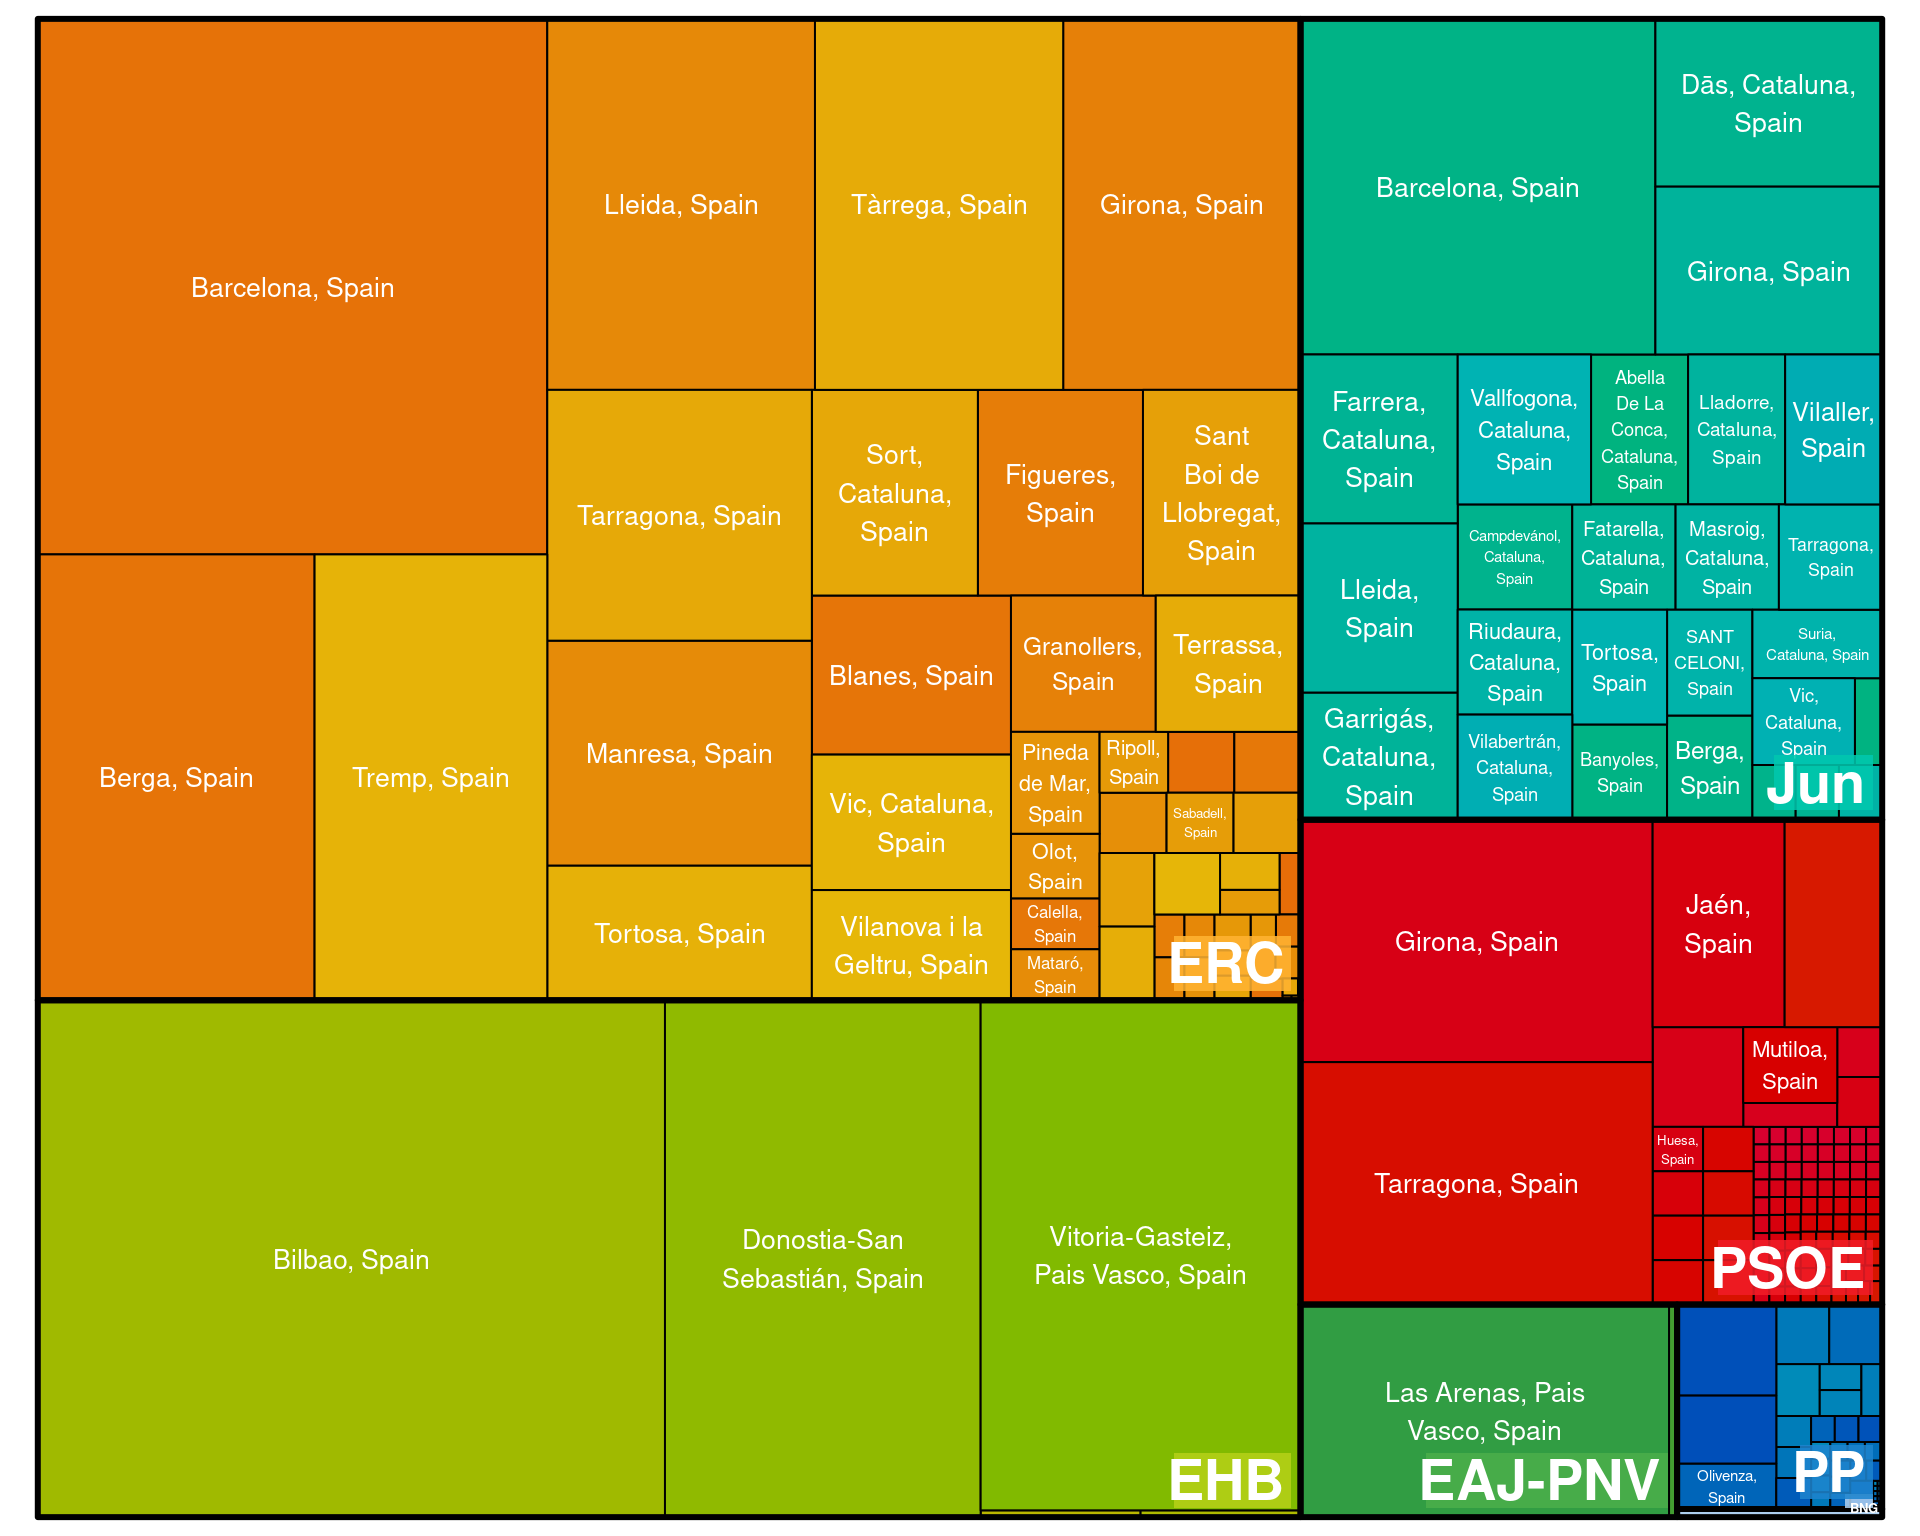 Barcelona, Spain
Lleida, Spain
Tàrrega, Spain
Girona, Spain
Berga, Spain
Tremp, Spain
Tarragona, Spain
Manresa, Spain
Tortosa, Spain
Sort,
Cataluna,
Spain
Figueres,
Spain
Sant
Boi de
Llobregat,
Spain
Blanes, Spain
Granollers,
Spain
Terrassa,
Spain
Vic, Cataluna,
Spain
Vilanova i la
Geltru, Spain
Pineda
de Mar,
Spain
Ripoll,
Spain
Sabadell,
Spain
Olot,
Spain
Calella,
Spain
Mataró,
Spain
ERC
Bilbao, Spain
Donostia-San
Sebastián, Spain
Vitoria-Gasteiz,
Pais Vasco, Spain
EHB
Barcelona, Spain
Dās, Cataluna,
Spain
Girona, Spain
Farrera,
Cataluna,
Spain
Lleida,
Spain
Garrigás,
Cataluna,
Spain
Vallfogona,
Cataluna,
Spain
Abella
De La
Conca,
Cataluna,
Spain
Lladorre,
Cataluna,
Spain
Vilaller,
Spain
Campdevánol,
Cataluna,
Spain
Fatarella,
Cataluna,
Spain
Masroig,
Cataluna,
Spain
Tarragona,
Spain
Riudaura,
Cataluna,
Spain
Vilabertrán,
Cataluna,
Spain
Tortosa,
Spain
Banyoles,
Spain
SANT
CELONI,
Spain
Berga,
Spain
Suria,
Cataluna, Spain
Vic,
Cataluna,
Spain
Jun
Girona, Spain
Tarragona, Spain
Jaén,
Spain
Mutiloa,
Spain
Huesa,
Spain
PSOE
Las Arenas, Pais
Vasco, Spain
EAJ-PNV
Olivenza,
Spain
PP
BNG